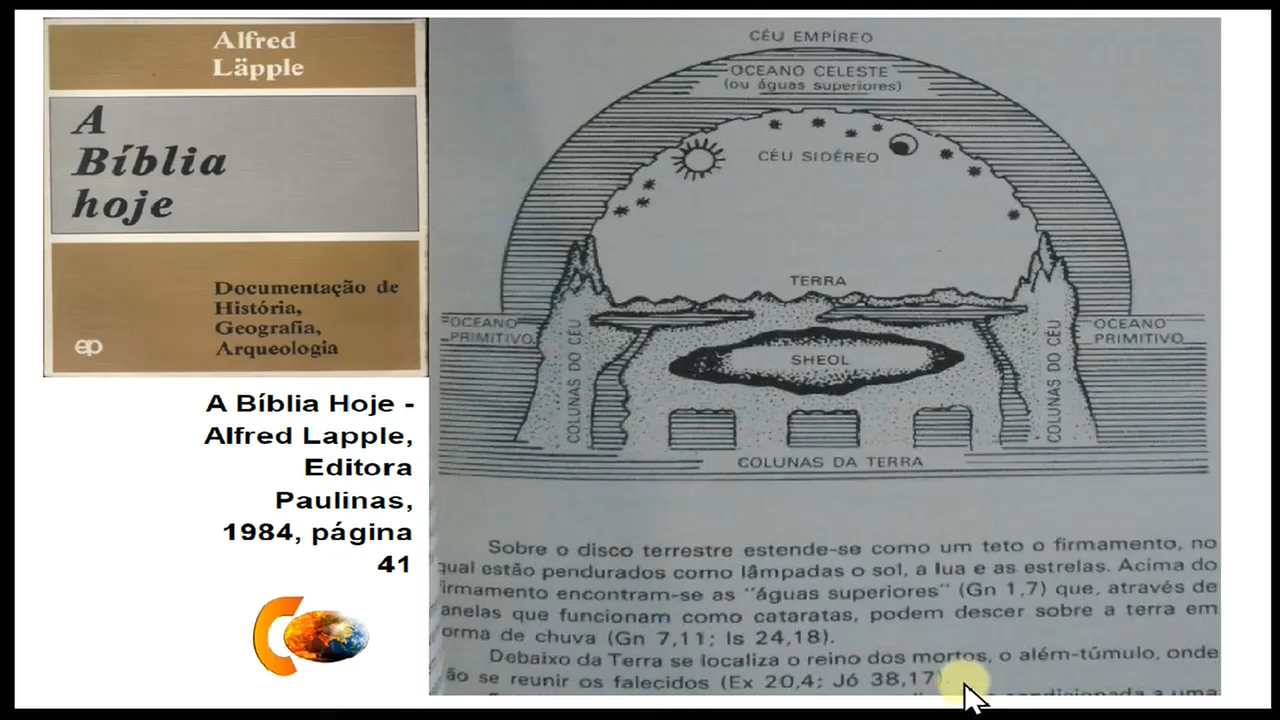 Alfred
Läpple
A
Bíblia
hoje
Documentação de
História,
Geografia,
Arqueologia
ep
A Bíblia Hoje -
Alfred Lapple,
Editora
Paulinas,
1984, página
41
CÉU EMPÍREO
OCEANO CELESTE
(ou águas superiores)
CÉU SIDÉREO
TERRA
OCEANO
PRIMITIVO
OCEANO
PRIMITIVO
COLUNAS DO CÉU
SHEOL
COLUNAS DO CÉU
COLUNAS DA TERRA
Sobre o disco terrestre estende-se como um teto o firmamento, no
qual estão pendurados como lâmpadas o sol, a lua e as estrelas. Acima do
irmamento encontram-se as "águas superiores" (Gn 1,7) que, através de
anelas que funcionam como cataratas, podem descer sobre a terra em
orma de chuva (Gn 7,11; Is 24,18).
Debaixo da Terra se localiza o reino dos mortos, o além-túmulo, onde
ão se reunir os falecidos (Ex 20,4; Jó 38,17).
condicionada a uma